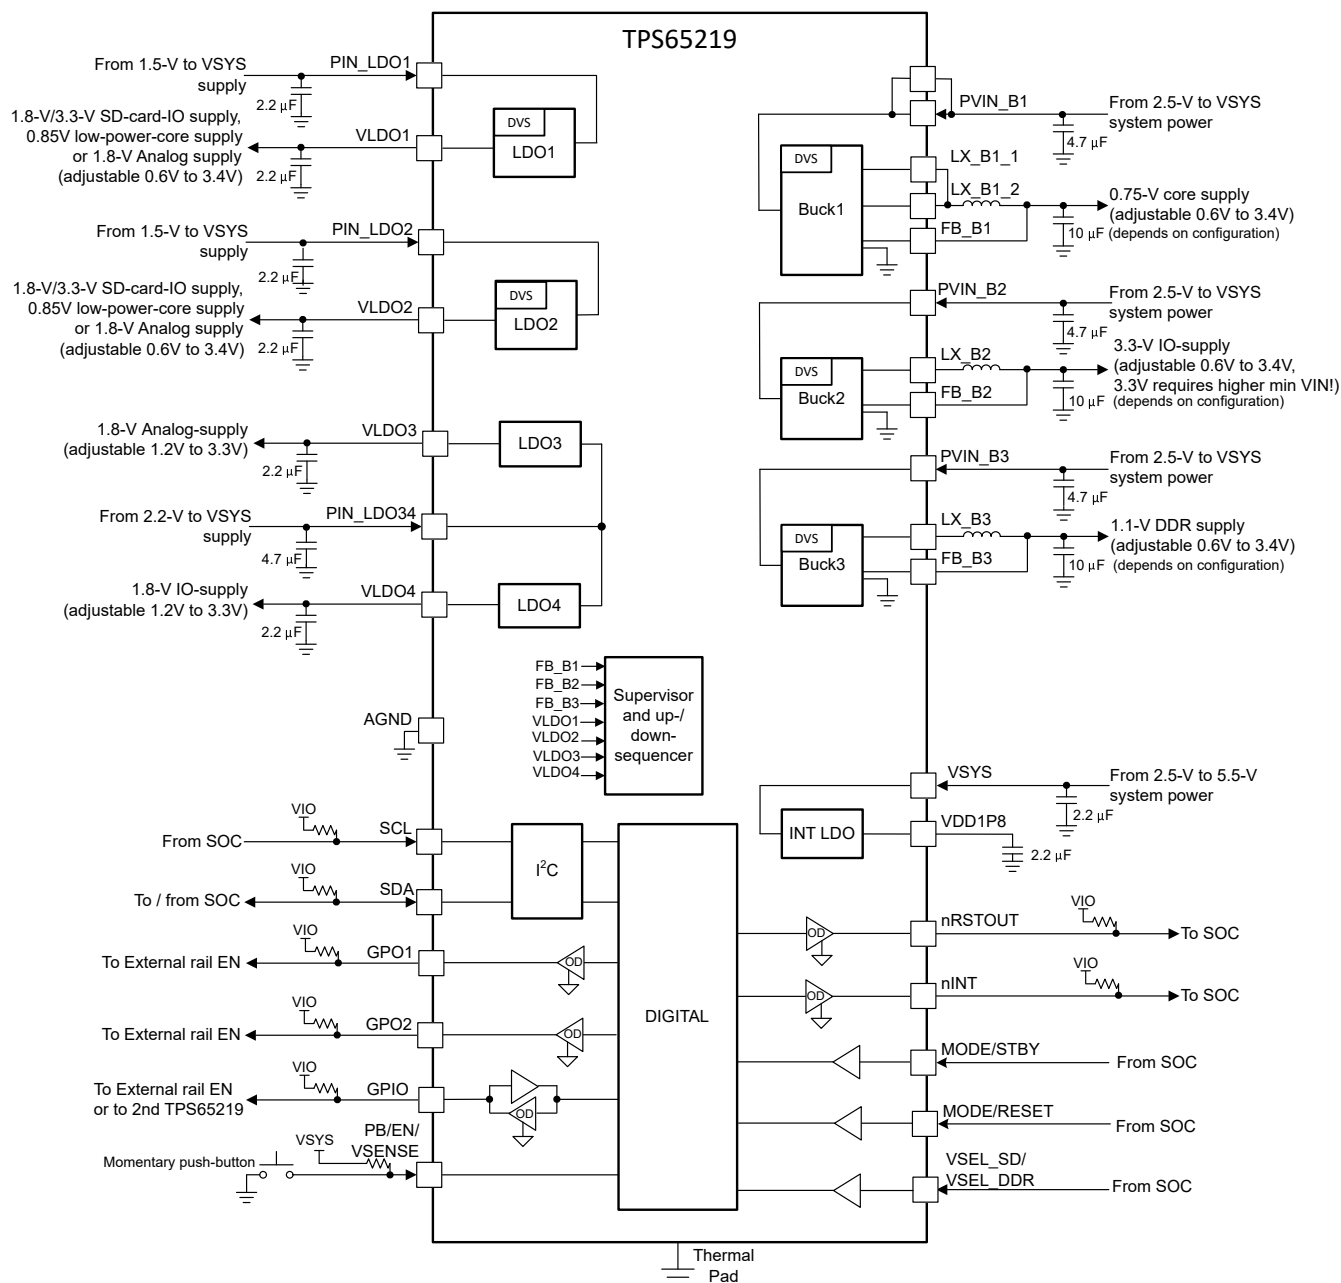 TPS65219
From 1.5-V to VSYS
supply
PIN_LDO1
2.2 μF
1.8-V/3.3-V SD-card-IO supply,
0.85V low-power-core supply
or 1.8-V Analog supply
(adjustable 0.6V to 3.4V)
VLDO1
2.2 μF
DVS
LDO1
From 1.5-V to VSYS
supply
PIN_LDO2
2.2 μF
1.8-V/3.3-V SD-card-IO supply,
0.85V low-power-core supply
or 1.8-V Analog supply
(adjustable 0.6V to 3.4V)
VLDO2
2.2 μF
DVS
LDO2
1.8-V Analog-supply
(adjustable 1.2V to 3.3V)
VLDO3
2.2 μF
LDO3
From 2.2-V to VSYS
supply
PIN_LDO34
4.7 μF
1.8-V IO-supply
(adjustable 1.2V to 3.3V)
VLDO4
2.2 μF
LDO4
AGND
FB_B1
FB_B2
FB_B3
VLDO1
VLDO2
VLDO3
VLDO4
Supervisor
and up-/
down-
sequencer
VIO
From SOC
SCL
VIO
To / from SOC
SDA
I²C
VIO
To External rail EN
GPO1
OD
VIO
To External rail EN
GPO2
OD
VIO
To External rail EN
or to 2nd TPS65219
GPIO
OD
Momentary push-button
VSYS
PB/EN/
VSENSE
DIGITAL
PVIN_B1
From 2.5-V to VSYS
system power
4.7 μF
DVS
Buck1
LX_B1_1
LX_B1_2
FB_B1
0.75-V core supply
(adjustable 0.6V to 3.4V)
(depends on configuration)
10 μF
PVIN_B2
From 2.5-V to VSYS
system power
4.7 μF
DVS
Buck2
LX_B2
FB_B2
3.3-V IO-supply
(adjustable 0.6V to 3.4V,
3.3V requires higher min VIN!)
(depends on configuration)
10 μF
PVIN_B3
From 2.5-V to VSYS
system power
4.7 μF
DVS
Buck3
LX_B3
FB_B3
1.1-V DDR supply
(adjustable 0.6V to 3.4V)
(depends on configuration)
10 μF
VSYS
From 2.5-V to 5.5-V
system power
2.2 μF
INT LDO
VDD1P8
2.2 μF
OD
nRSTOUT
VIO
To SOC
OD
nINT
VIO
To SOC
MODE/STBY
From SOC
MODE/RESET
From SOC
VSEL_SD/
VSEL_DDR
From SOC
Thermal
Pad